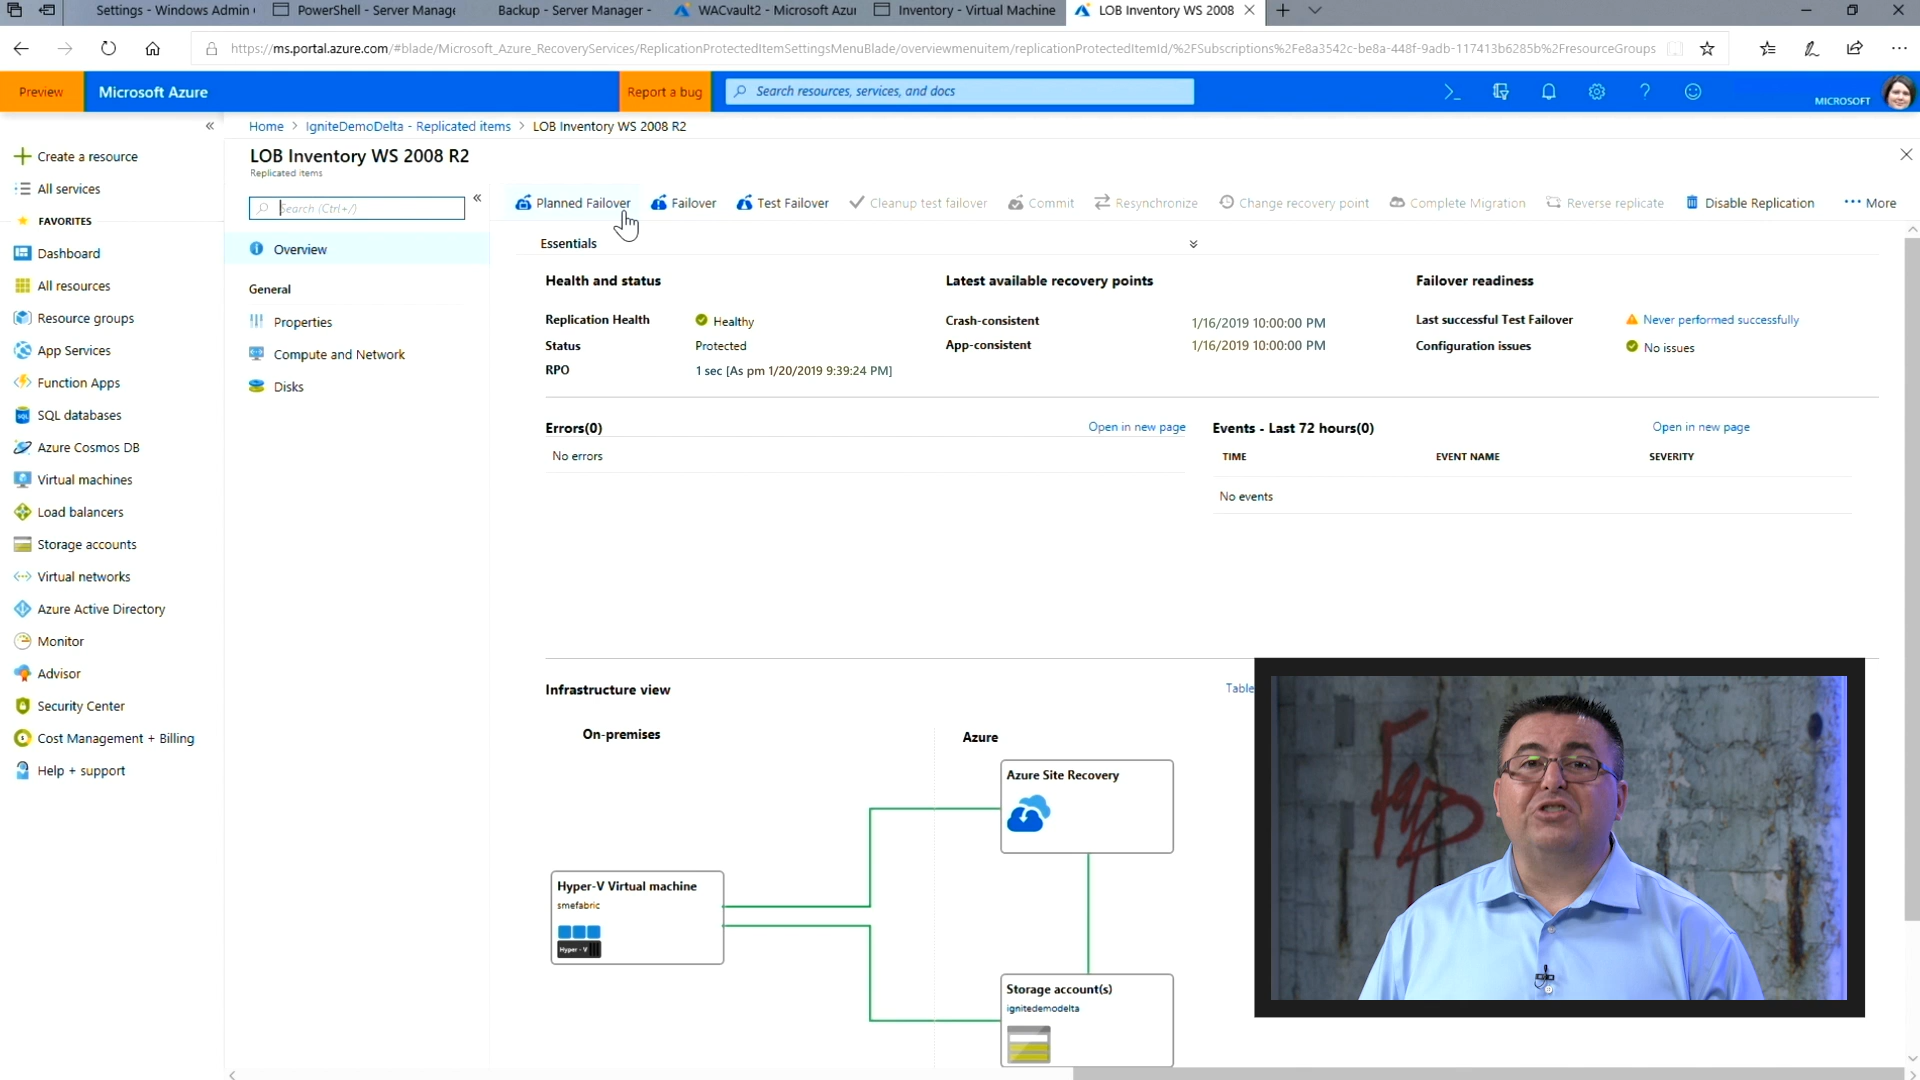 Settings - Windows Admin
PowerShell - Server Manage
Backup - Server Manager -
WACvault2 - Microsoft Azur
Inventory - Virtual Machine
LOB Inventory WS 2008
https://ms.portal.azure.com/#blade/Microsoft_Azure_RecoveryServices/ReplicationProtectedItemSettingsMenuBlade/overviewmenuitem/replicationProtectedItemId/%2FSubscriptions%2Fe8a3542c-be8a-448f-9adb-117413b6285b%2FresourceGroups
Preview
Microsoft Azure
Report a bug
Search resources, services, and docs
MICROSOFT
Home > IgniteDemoDelta - Replicated items > LOB Inventory WS 2008 R2
LOB Inventory WS 2008 R2
Replicated items
Create a resource
All services
FAVORITES
Dashboard
All resources
Resource groups
App Services
Function Apps
SQL databases
Azure Cosmos DB
Virtual machines
Load balancers
Storage accounts
Virtual networks
Azure Active Directory
Monitor
Advisor
Security Center
Cost Management + Billing
Help + support
Search (Ctrl+/)
Overview
General
Properties
Compute and Network
Disks
Planned Failover
Failover
Test Failover
Cleanup test failover
Commit
Resynchronize
Change recovery point
Complete Migration
Reverse replicate
Disable Replication
More
Essentials
Health and status
Replication Health
Healthy
Status
Protected
RPO
1 sec [As pm 1/20/2019 9:39:24 PM]
Latest available recovery points
Crash-consistent
1/16/2019 10:00:00 PM
App-consistent
1/16/2019 10:00:00 PM
Failover readiness
Last successful Test Failover
Never performed successfully
Configuration issues
No issues
Errors(0)
Open in new page
No errors
Events - Last 72 hours(0)
Open in new page
TIME
EVENT NAME
SEVERITY
No events
Infrastructure view
Table
On-premises
Azure
Azure Site Recovery
Hyper-V Virtual machine
smefabric
Hyper - V
Storage account(s)
ignitedemodelta